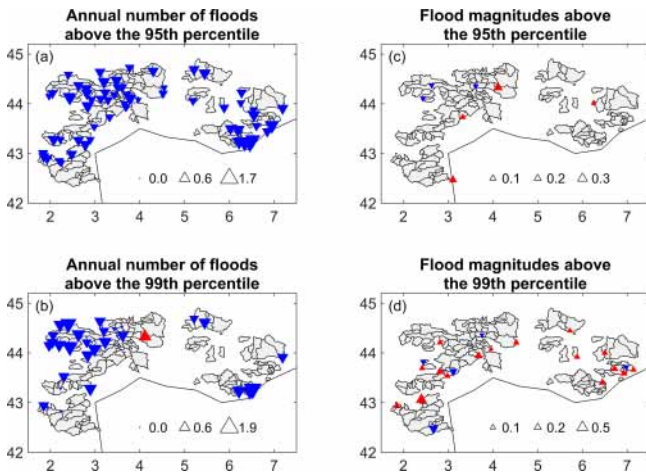 Annual number of floods
above the 95th percentile
(a)
45
44
43
42
2 3 4 5 6 7
0.0 0.6 1.7
Flood magnitudes above
the 95th percentile
(c)
45
44
43
42
2 3 4 5 6 7
0.1 0.2 0.3
Annual number of floods
above the 99th percentile
(b)
45
44
43
42
2 3 4 5 6 7
0.0 0.6 1.9
Flood magnitudes above
the 99th percentile
(d)
45
44
43
42
2 3 4 5 6 7
0.1 0.2 0.5